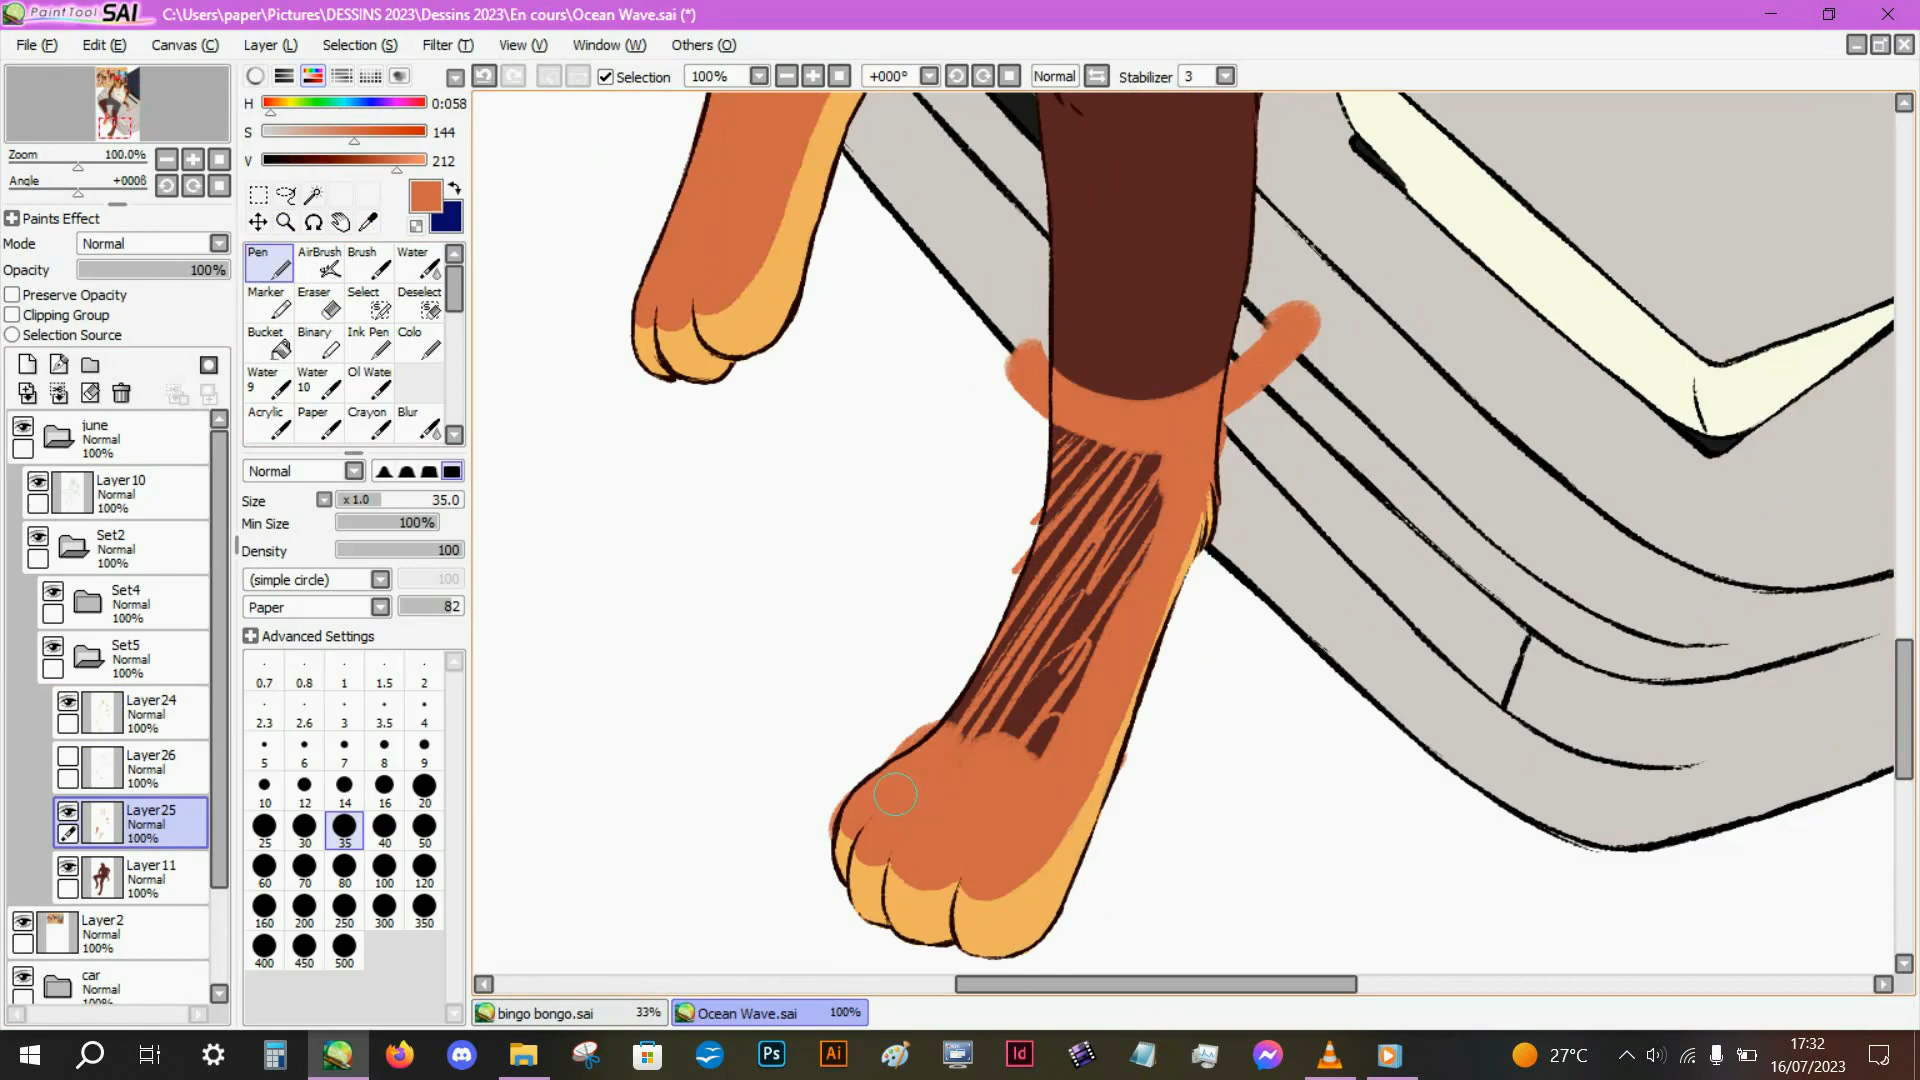 PaintTool SAI C:\Users\paper\Pictures\DESSINS 2023\Dessins 2023\En cours\Ocean Wave.sai (*)
File (F) Edit (E) Canvas (C) Layer (L) Selection (S) Filter (T) View (V) Window (W) Others (O)
Selection 100% +000° Normal Stabilizer 3
H 0:058
S 144
V 212
Zoom 100.0%
Angle +000
Paints Effect
Mode Normal
Opacity 100%
Preserve Opacity
Clipping Group
Selection Source
june
Normal
100%
Layer10
Normal
100%
Set2
Normal
100%
Set4
Normal
100%
Set5
Normal
100%
Layer24
Normal
100%
Layer26
Normal
100%
Layer25
Normal
100%
Layer11
Normal
100%
Layer2
Normal
100%
car
Normal
100%
Pen AirBrush Brush Water
Marker Eraser Select Deselect
Bucket Binary Ink Pen Colo
Water 9 Water 10 Ol Wate
Acrylic Paper Crayon Blur
Normal
Size x 1.0 35.0
Min Size 100%
Density 100
(simple circle) 100
Paper 82
Advanced Settings
0.7 0.8 1 1.5 2
2.3 2.6 3 3.5 4
5 6 7 8 9
10 12 14 16 20
25 30 35 40 50
60 70 80 100 120
160 200 250 300 350
400 450 500
bingo bongo.sai 33% Ocean Wave.sai 100%
Ps Ai Id
27°C
17:32
16/07/2023